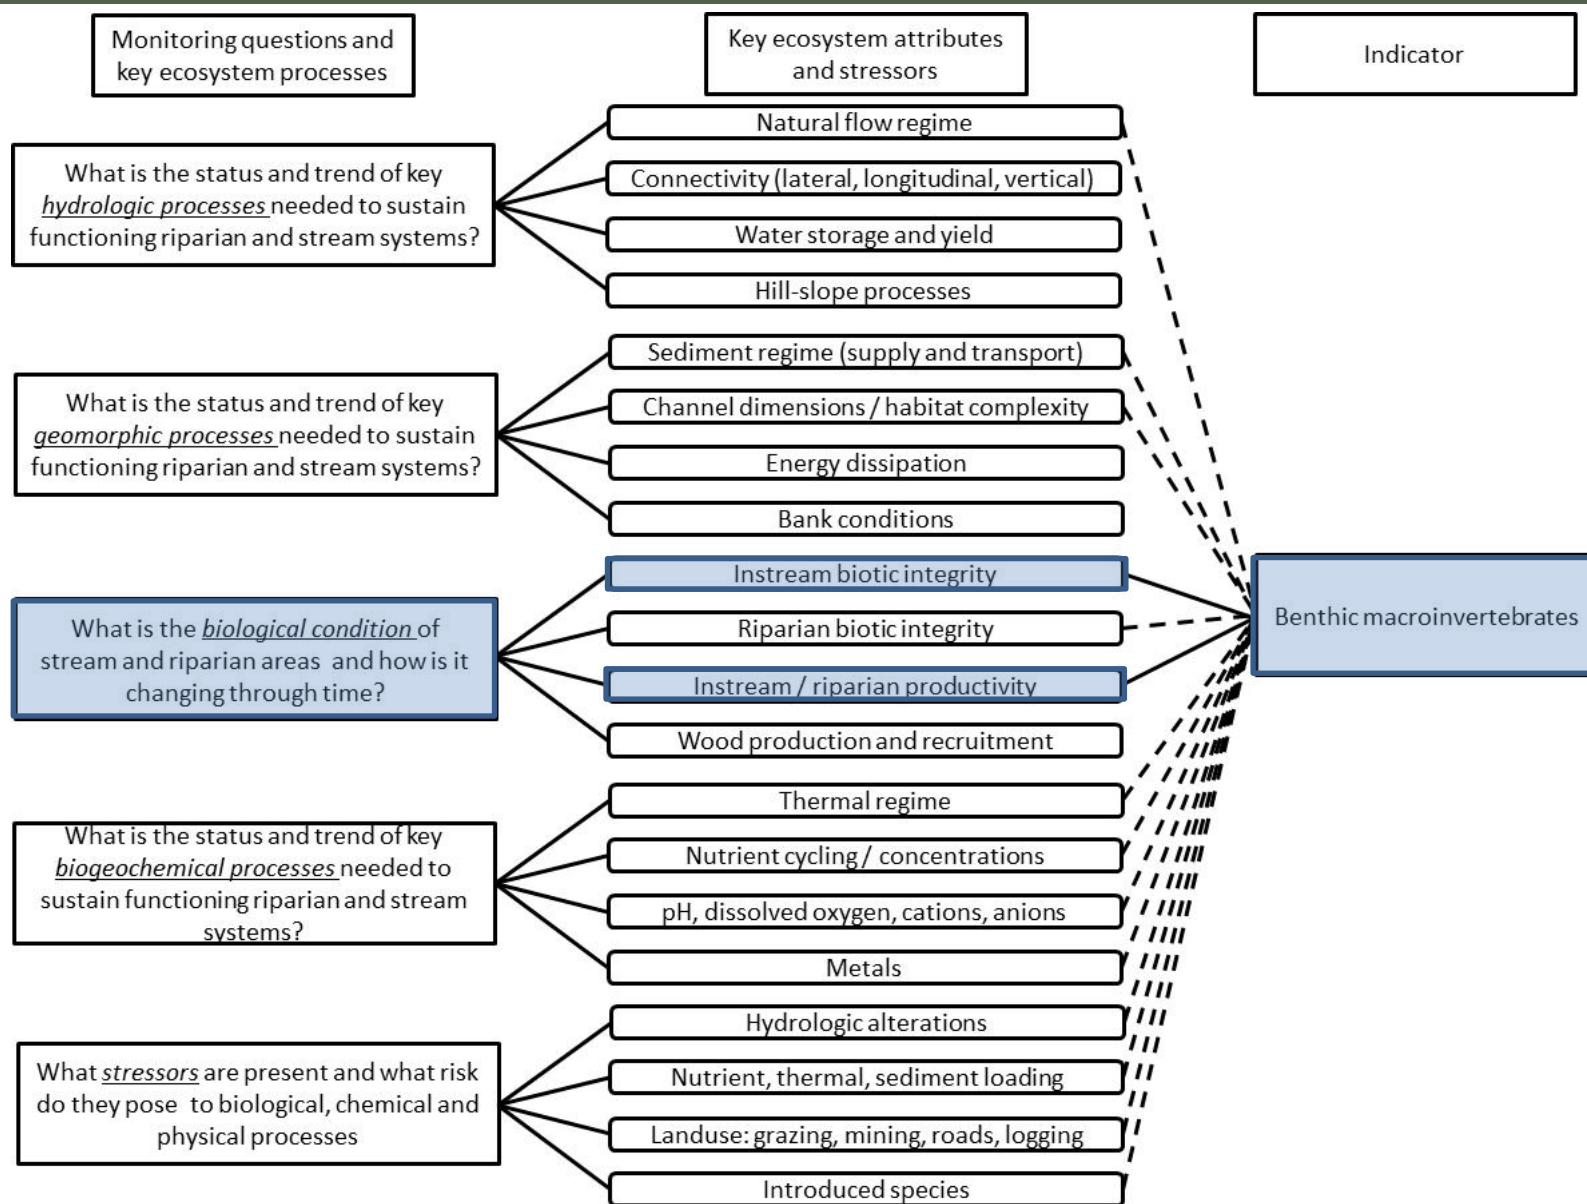 Monitoring questions and
key ecosystem processes
Key ecosystem attributes
and stressors
Indicator
What is the status and trend of key
hydrologic processes needed to sustain
functioning riparian and stream systems?
Natural flow regime
Connectivity (lateral, longitudinal, vertical)
Water storage and yield
Hill-slope processes
What is the status and trend of key
geomorphic processes needed to sustain
functioning riparian and stream systems?
Sediment regime (supply and transport)
Channel dimensions / habitat complexity
Energy dissipation
Bank conditions
What is the biological condition of
stream and riparian areas and how is it
changing through time?
Instream biotic integrity
Riparian biotic integrity
Instream / riparian productivity
Wood production and recruitment
Benthic macroinvertebrates
What is the status and trend of key
biogeochemical processes needed to
sustain functioning riparian and stream
systems?
Thermal regime
Nutrient cycling / concentrations
pH, dissolved oxygen, cations, anions
Metals
What stressors are present and what risk
do they pose to biological, chemical and
physical processes
Hydrologic alterations
Nutrient, thermal, sediment loading
Landuse: grazing, mining, roads, logging
Introduced species